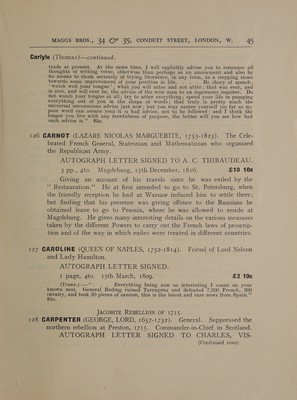 MAGGS BROS., 34 & 35, CONDUIT STREET, LONDON, W. 45
Carlyle (Thomas)—continued.
trade at present. At the same time, I will explicitly advise you to renounce all
thoughts of writing verse, otherwise than perhaps as an amusement and also by
no means to think seriously of trying literature, in any form, as a stepping stone
towards some improvement of your position in life. . . . Be chary of speech;
'watch well your tongue'; what you will utter and not utter; that was ever, and
is ever, and will ever be, the advice of the wise man to an ingenuous inquirer. Do
not watch your tongue at all; try to utter everything; spend your life in pumping
everything out of you in the shape of words; that truly is pretty much the
universal unconscious advice just now; but you may assure yourself (so far as my
poor word can assure you) it is bad advice, not to be followed; and I think the
longer you live with any steadfastness of purpose, the better will you see how bad
such advice is." Etc.
126 CARNOT (LAZARE NICOLAS MARGUERITE, 1753-1823). The Cele-
brated French General, Statesman and Mathematician who organized
the Republican Army.
AUTOGRAPH LETTER SIGNED TO A. C. THIBAUDEAU.
3 pp., 4to. Magdeburg, 15th December, 1816. £10 10s
Giving an account of his travels since he was exiled by the
"Restauration." He at first intended to go to St. Petersburg, when
the friendly reception he had at Warsaw induced him to settle there;
but finding that his presence was giving offence to the Russians he
obtained leave to go to Prussia, where he was allowed to reside at
Magdeburg. He gives many interesting details on the various measures
taken by the different Powers to carry out the French laws of proscrip-
tion and of the way in which exiles were treated in different countries.
127 CAROLINE (QUEEN OF NAPLES, 1752-1814). Friend of Lord Nelson
and Lady Hamilton.
AUTOGRAPH LETTER SIGNED.
1 page, 4to. 15th March, 1809. £2 10s
(Trans.):—" . . Everything being now so interesting I count on your
known zeal. General Reding ruined Tarragona and defeated 7,000 French, 200
cavalry, and took 30 pieces of cannon, this is the latest and sure news from Spain."
Etc.
JACOBITE REBELLION OF 1715.
128 CARPENTER (GEORGE, LORD, 1657-1732). General. Suppressed the
northern rebellion at Preston, 1715. Commander-in-Chief in Scotland.
AUTOGRAPH LETTER SIGNED TO CHARLES, VIS-
(Continued over)